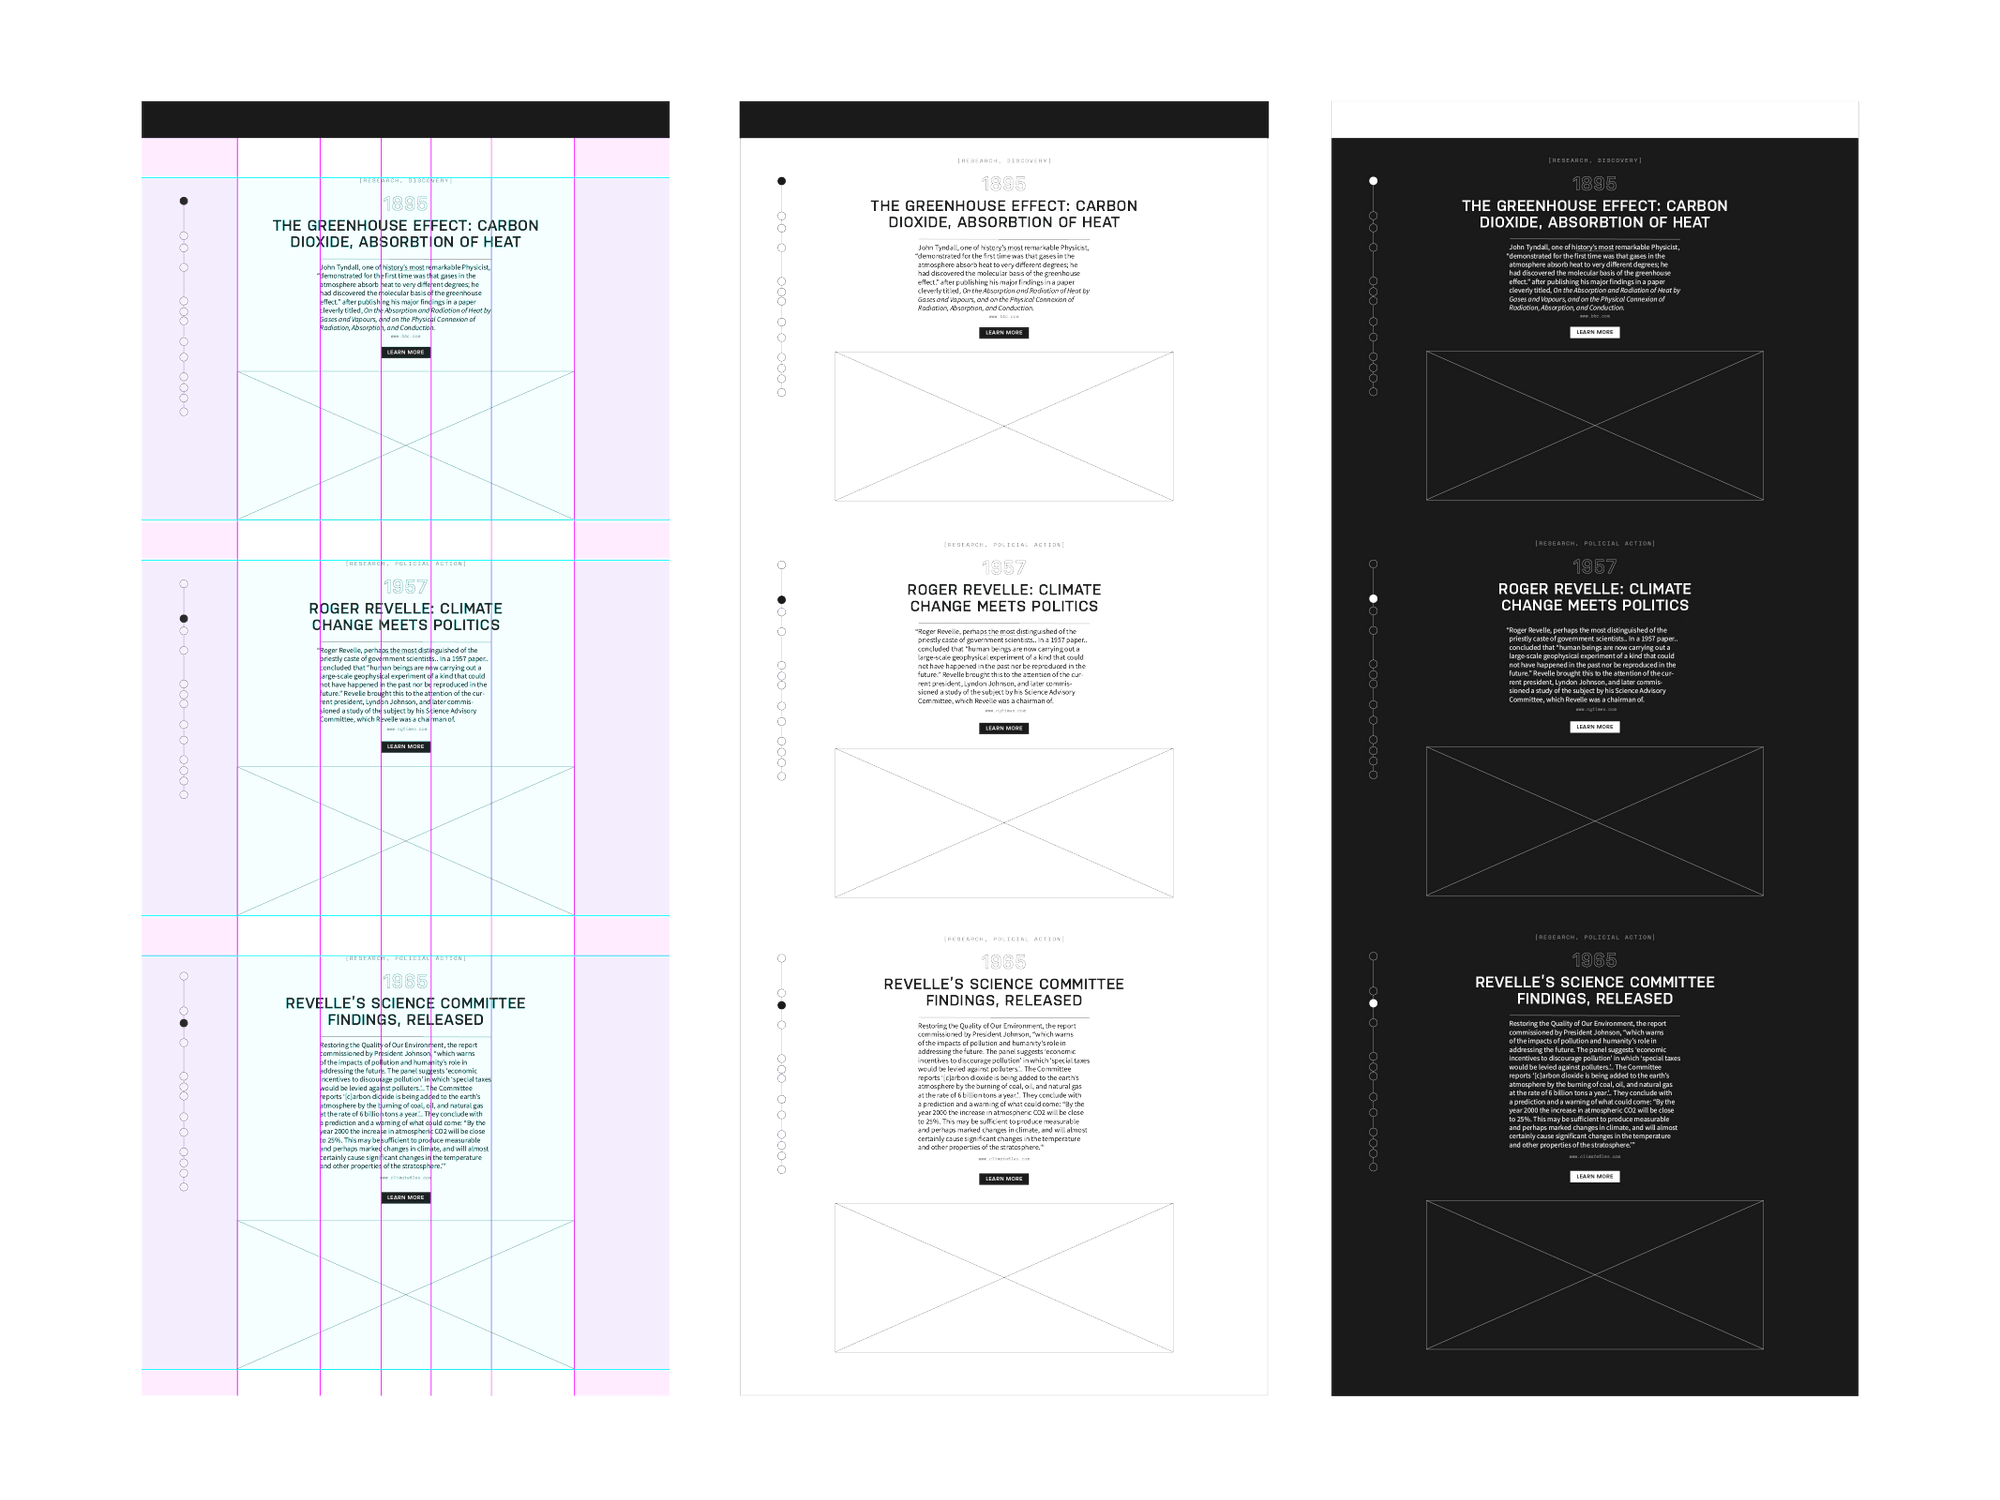 [RESEARCH, DISCOVERY]
1895
THE GREENHOUSE EFFECT: CARBON
DIOXIDE, ABSORBTION OF HEAT
John Tyndall, one of history's most remarkable Physicist,
"demonstrated for the first time was that gases in the
atmosphere absorb heat to very different degrees; he
had discovered the molecular basis of the greenhouse
effect." after publishing his major findings in a paper
cleverly titled, On the Absorption and Radiation of Heat by
Gases and Vapours, and on the Physical Connexion of
Radiation, Absorption, and Conduction.
www.bbc.com
LEARN MORE
[RESEARCH, POLICIAL ACTION]
1957
ROGER REVELLE: CLIMATE
CHANGE MEETS POLITICS
"Roger Revelle, perhaps the most distinguished of the
priestly caste of government scientists.. In a 1957 paper..
concluded that "human beings are now carrying out a
large-scale geophysical experiment of a kind that could
not have happened in the past nor be reproduced in the
future." Revelle brought this to the attention of the cur-
rent president, Lyndon Johnson, and later commis-
sioned a study of the subject by his Science Advisory
Committee, which Revelle was a chairman of.
www.nytimes.com
LEARN MORE
[RESEARCH, POLICIAL ACTION]
1965
REVELLE'S SCIENCE COMMITTEE
FINDINGS, RELEASED
Restoring the Quality of Our Environment, the report
commissioned by President Johnson, "which warns
of the impacts of pollution and humanity's role in
addressing the future. The panel suggests 'economic
incentives to discourage pollution' in which 'special taxes
would be levied against polluters.'.. The Committee
reports '[c]arbon dioxide is being added to the earth's
atmosphere by the burning of coal, oil, and natural gas
at the rate of 6 billion tons a year.'. They conclude with
a prediction and a warning of what could come: "By the
year 2000 the increase in atmospheric CO2 will be close
to 25%. This may be sufficient to produce measurable
and perhaps marked changes in climate, and will almost
certainly cause significant changes in the temperature
and other properties of the stratosphere.'"
LEARN MORE
[RESEARCH, DISCOVERY]
1895
THE GREENHOUSE EFFECT: CARBON
DIOXIDE, ABSORBTION OF HEAT
John Tyndall, one of history's most remarkable Physicist,
"demonstrated for the first time was that gases in the
atmosphere absorb heat to very different degrees; he
had discovered the molecular basis of the greenhouse
effect." after publishing his major findings in a paper
cleverly titled, On the Absorption and Radiation of Heat by
Gases and Vapours, and on the Physical Connexion of
Radiation, Absorption, and Conduction.
www.bbc.com
LEARN MORE
[RESEARCH, POLICIAL ACTION]
1957
ROGER REVELLE: CLIMATE
CHANGE MEETS POLITICS
"Roger Revelle, perhaps the most distinguished of the
priestly caste of government scientists.. In a 1957 paper..
concluded that "human beings are now carrying out a
large-scale geophysical experiment of a kind that could
not have happened in the past nor be reproduced in the
future." Revelle brought this to the attention of the cur-
rent president, Lyndon Johnson, and later commis-
sioned a study of the subject by his Science Advisory
Committee, which Revelle was a chairman of.
www.nytimes.com
LEARN MORE
[RESEARCH, POLICIAL ACTION]
1965
REVELLE'S SCIENCE COMMITTEE
FINDINGS, RELEASED
Restoring the Quality of Our Environment, the report
commissioned by President Johnson, "which warns
of the impacts of pollution and humanity's role in
addressing the future. The panel suggests 'economic
incentives to discourage pollution' in which 'special taxes
would be levied against polluters.'.. The Committee
reports '[c]arbon dioxide is being added to the earth's
atmosphere by the burning of coal, oil, and natural gas
at the rate of 6 billion tons a year.'. They conclude with
a prediction and a warning of what could come: "By the
year 2000 the increase in atmospheric CO2 will be close
to 25%. This may be sufficient to produce measurable
and perhaps marked changes in climate, and will almost
certainly cause significant changes in the temperature
and other properties of the stratosphere.'"
LEARN MORE
[RESEARCH, DISCOVERY]
1895
THE GREENHOUSE EFFECT: CARBON
DIOXIDE, ABSORBTION OF HEAT
John Tyndall, one of history's most remarkable Physicist,
"demonstrated for the first time was that gases in the
atmosphere absorb heat to very different degrees; he
had discovered the molecular basis of the greenhouse
effect." after publishing his major findings in a paper
cleverly titled, On the Absorption and Radiation of Heat by
Gases and Vapours, and on the Physical Connexion of
Radiation, Absorption, and Conduction.
www.bbc.com
LEARN MORE
[RESEARCH, POLICIAL ACTION]
1957
ROGER REVELLE: CLIMATE
CHANGE MEETS POLITICS
"Roger Revelle, perhaps the most distinguished of the
priestly caste of government scientists.. In a 1957 paper..
concluded that "human beings are now carrying out a
large-scale geophysical experiment of a kind that could
not have happened in the past nor be reproduced in the
future." Revelle brought this to the attention of the cur-
rent president, Lyndon Johnson, and later commis-
sioned a study of the subject by his Science Advisory
Committee, which Revelle was a chairman of.
www.nytimes.com
LEARN MORE
[RESEARCH, POLICIAL ACTION]
1965
REVELLE'S SCIENCE COMMITTEE
FINDINGS, RELEASED
Restoring the Quality of Our Environment, the report
commissioned by President Johnson, "which warns
of the impacts of pollution and humanity's role in
addressing the future. The panel suggests 'economic
incentives to discourage pollution' in which 'special taxes
would be levied against polluters.'.. The Committee
reports '[c]arbon dioxide is being added to the earth's
atmosphere by the burning of coal, oil, and natural gas
at the rate of 6 billion tons a year.'. They conclude with
a prediction and a warning of what could come: "By the
year 2000 the increase in atmospheric CO2 will be close
to 25%. This may be sufficient to produce measurable
and perhaps marked changes in climate, and will almost
certainly cause significant changes in the temperature
and other properties of the stratosphere.'"
LEARN MORE